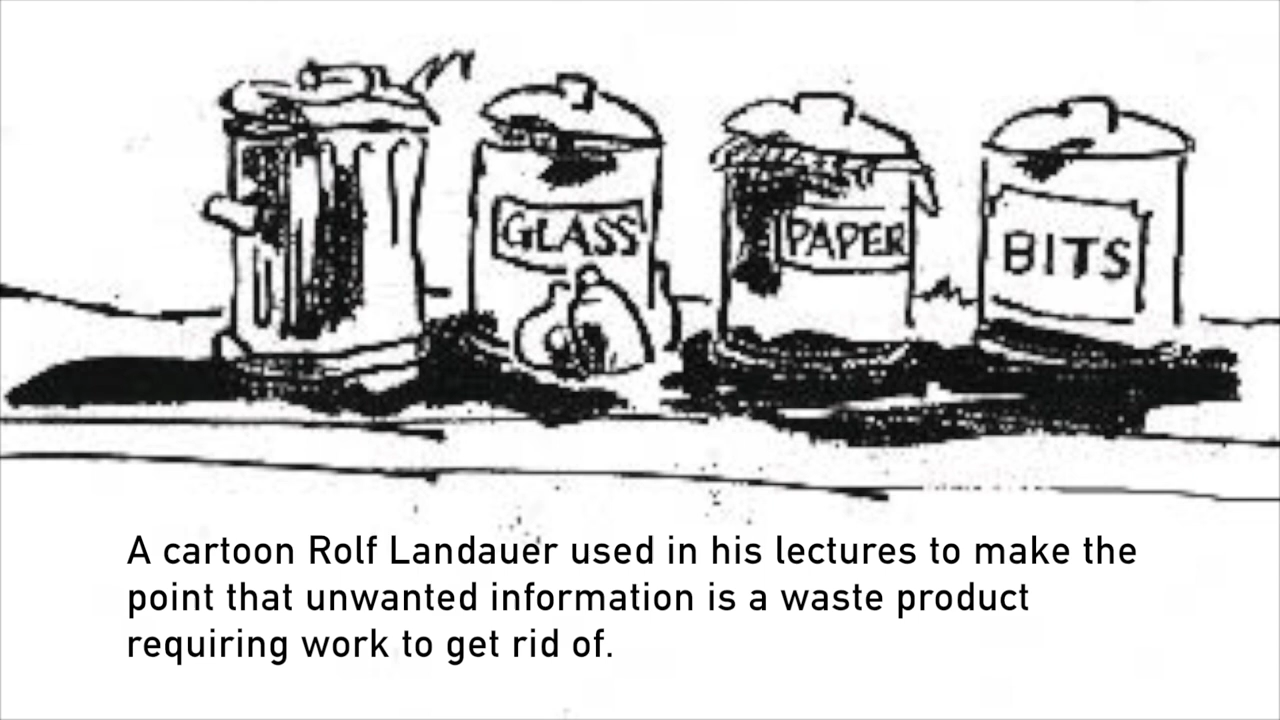 GLASS
PAPER
BITS
A cartoon Rolf Landauer used in his lectures to make the
point that unwanted information is a waste product
requiring work to get rid of.